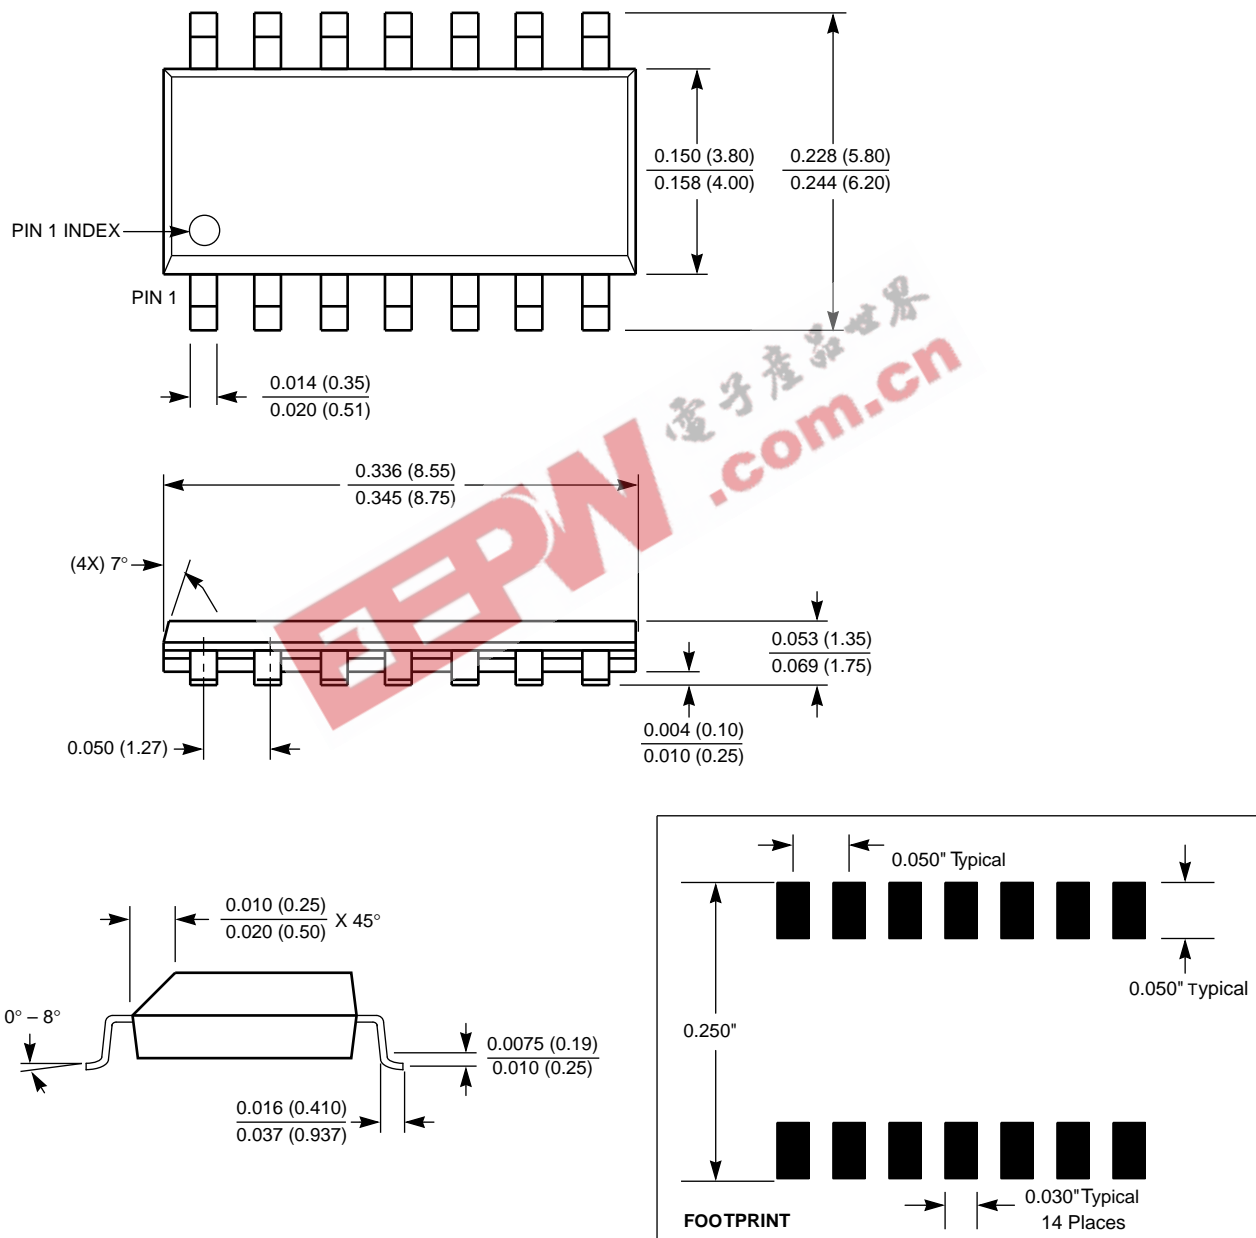 0.150 (3.80)
0.158 (4.00)
0.228 (5.80)
0.244 (6.20)
PIN 1 INDEX
PIN 1
0.014 (0.35)
0.020 (0.51)
電子產品世界
.com.cn
EEPW
0.336 (8.55)
0.345 (8.75)
(4X) 7°
0.053 (1.35)
0.069 (1.75)
0.004 (0.10)
0.010 (0.25)
0.050 (1.27)
0.050" Typical
0.010 (0.25)
0.020 (0.50)
X 45°
0.050" Typical
0° – 8°
0.250"
0.0075 (0.19)
0.010 (0.25)
0.016 (0.410)
0.037 (0.937)
0.030" Typical
14 Places
FOOTPRINT